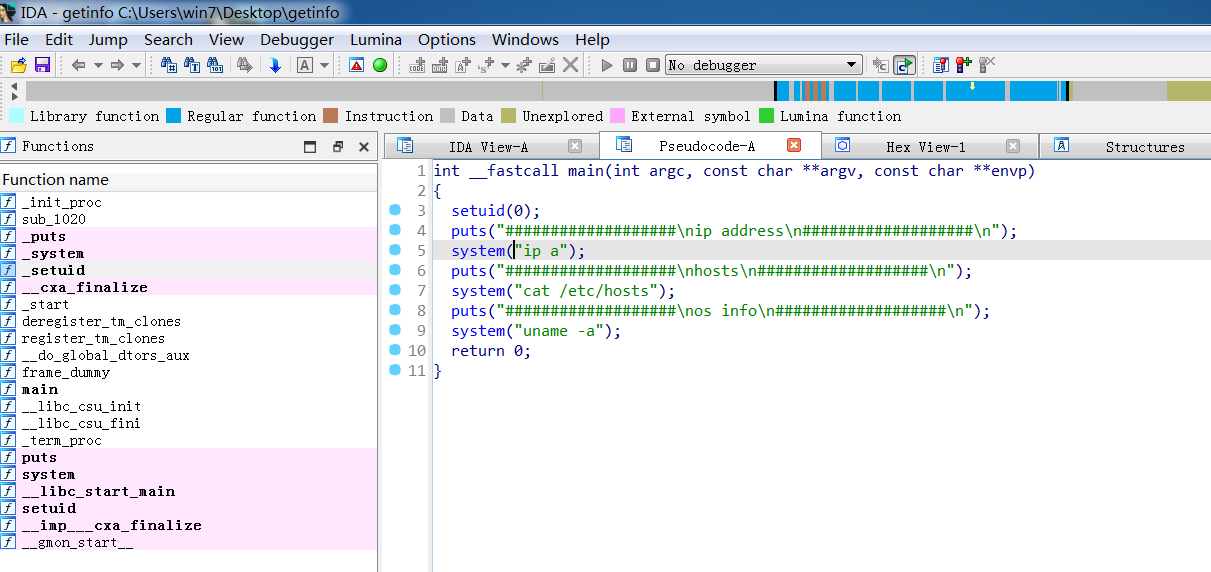 IDA - getinfo C:\Users\win7\Desktop\getinfo
File Edit Jump Search View Debugger Lumina Options Windows Help
No debugger
Library function Regular function Instruction Data Unexplored External symbol Lumina function
Functions
Function name
_init_proc
sub_1020
_puts
_system
_setuid
__cxa_finalize
_start
deregister_tm_clones
register_tm_clones
__do_global_dtors_aux
frame_dummy
main
__libc_csu_init
__libc_csu_fini
_term_proc
puts
system
__libc_start_main
setuid
__imp___cxa_finalize
__gmon_start__
IDA View-A Pseudocode-A Hex View-1 Structures
1 int __fastcall main(int argc, const char **argv, const char **envp)
2 {
3 setuid(0);
4 puts("###################\nip address\n###################\n");
5 system("ip a");
6 puts("###################\nhosts\n###################\n");
7 system("cat /etc/hosts");
8 puts("###################\nos info\n###################\n");
9 system("uname -a");
10 return 0;
11 }